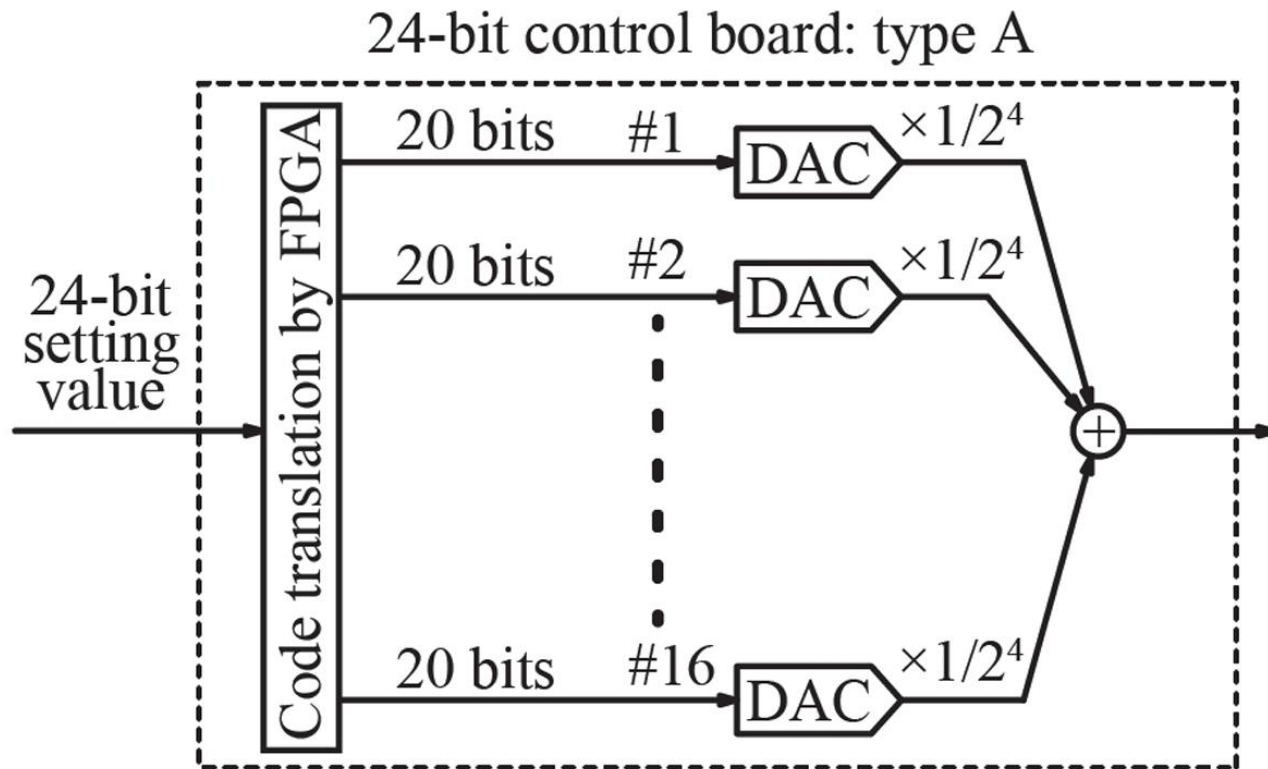 24-bit control board: type A
Code translation by FPGA
20 bits #1 DAC ×1/2⁴
20 bits #2 DAC ×1/2⁴
24-bit
setting
value
+
20 bits #16 DAC ×1/2⁴